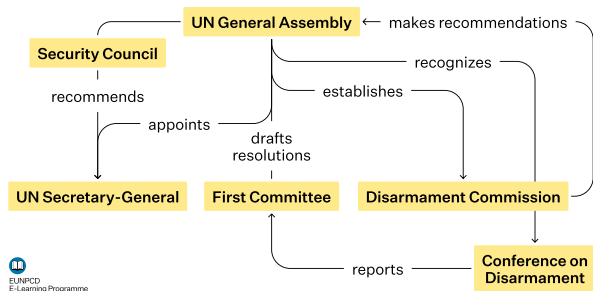 UN General Assembly
makes recommendations
Security Council
recognizes
recommends
establishes
appoints
drafts
resolutions
UN Secretary-General
First Committee
Disarmament Commission
Conference on
Disarmament
reports
EUNPCD
E-Learning Programme